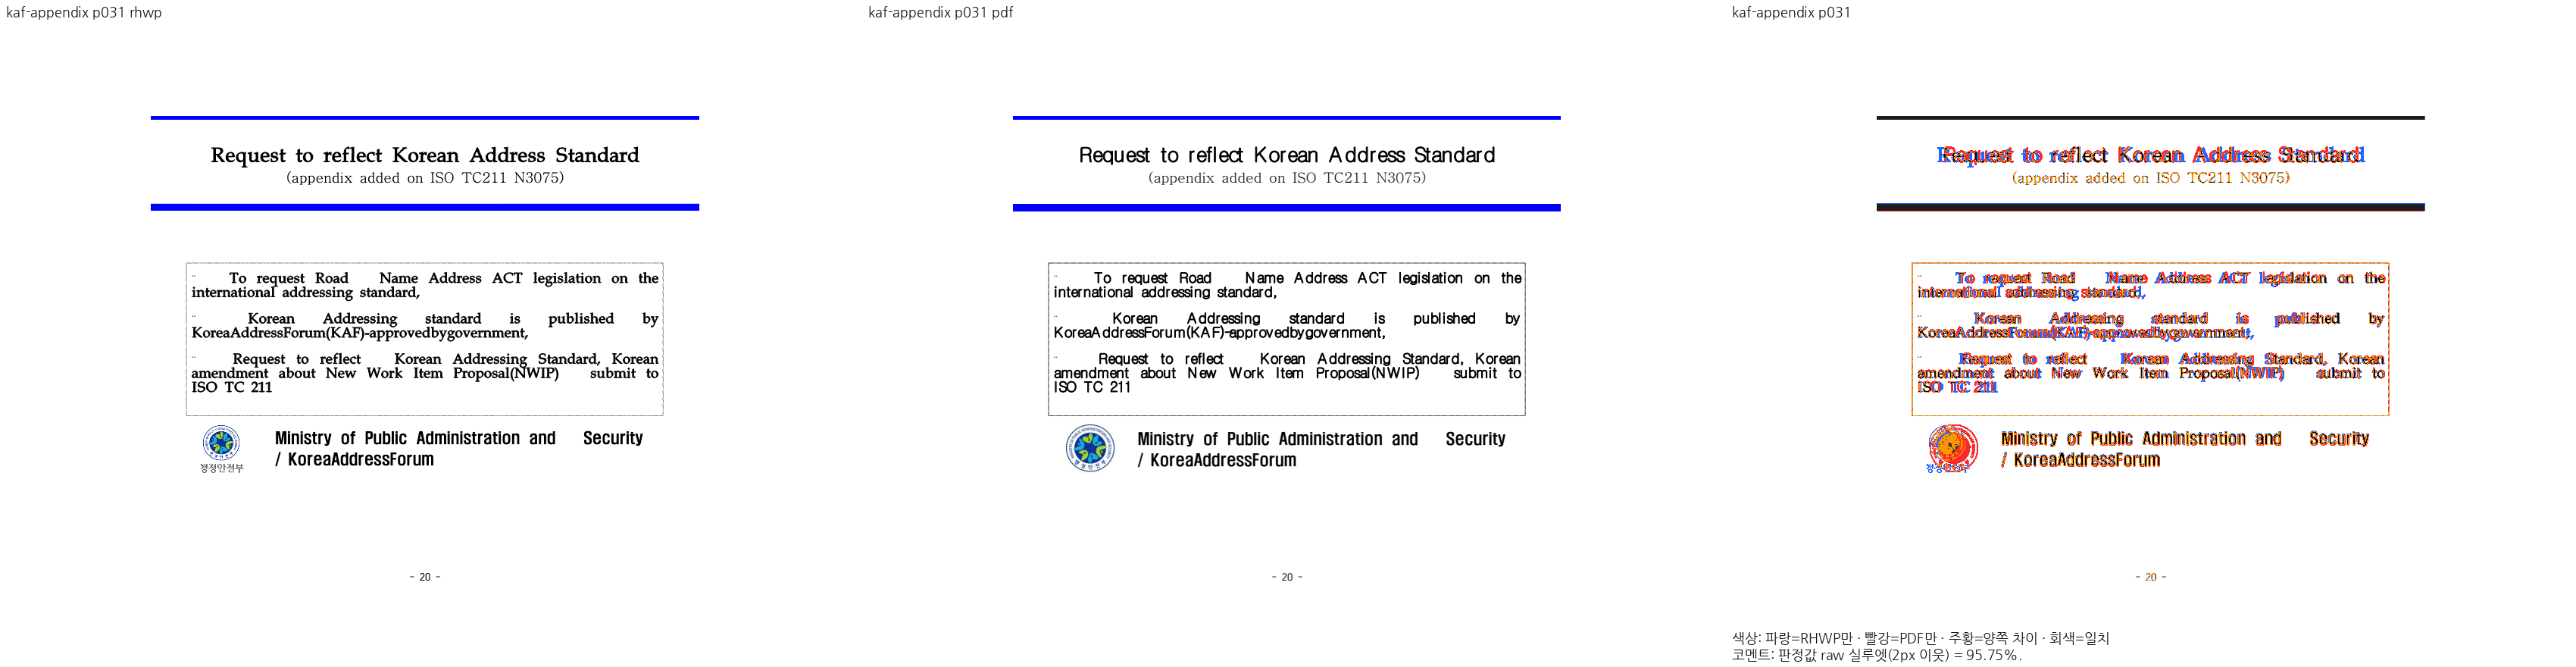 kaf-appendix p031 rhwp
Request to reflect Korean Address Standard
(appendix added on ISO TC211 N3075)
To request Road Name Address ACT legislation on the
international addressing standard,
Korean Addressing standard is published by
KoreaAddressForum(KAF)-approvedbygovernment,
Request to reflect Korean Addressing Standard, Korean
amendment about New Work Item Proposal(NWIP) submit to
ISO TC 211
행정안전부
Ministry of Public Administration and Security
/ KoreaAddressForum
- 20 -
kaf-appendix p031 pdf
Request to reflect Korean Address Standard
(appendix added on ISO TC211 N3075)
To request Road Name Address ACT legislation on the
international addressing standard,
Korean Addressing standard is published by
KoreaAddressForum(KAF)-approvedbygovernment,
Request to reflect Korean Addressing Standard, Korean
amendment about New Work Item Proposal(NWIP) submit to
ISO TC 211
Ministry of Public Administration and Security
/ KoreaAddressForum
- 20 -
kaf-appendix p031
Request to reflect Korean Address Standard
(appendix added on ISO TC211 N3075)
To request Road Name Address ACT legislation on the
international addressing standard,
Korean Addressing standard is published by
KoreaAddressForum(KAF)-approvedbygovernment,
Request to reflect Korean Addressing Standard, Korean
amendment about New Work Item Proposal(NWIP) submit to
ISO TC 211
Ministry of Public Administration and Security
/ KoreaAddressForum
- 20 -
색상: 파랑=RHWP만 · 빨강=PDF만 · 주황=양쪽 차이 · 회색=일치
코멘트: 판정값 raw 실루엣(2px 이웃) = 95.75%.